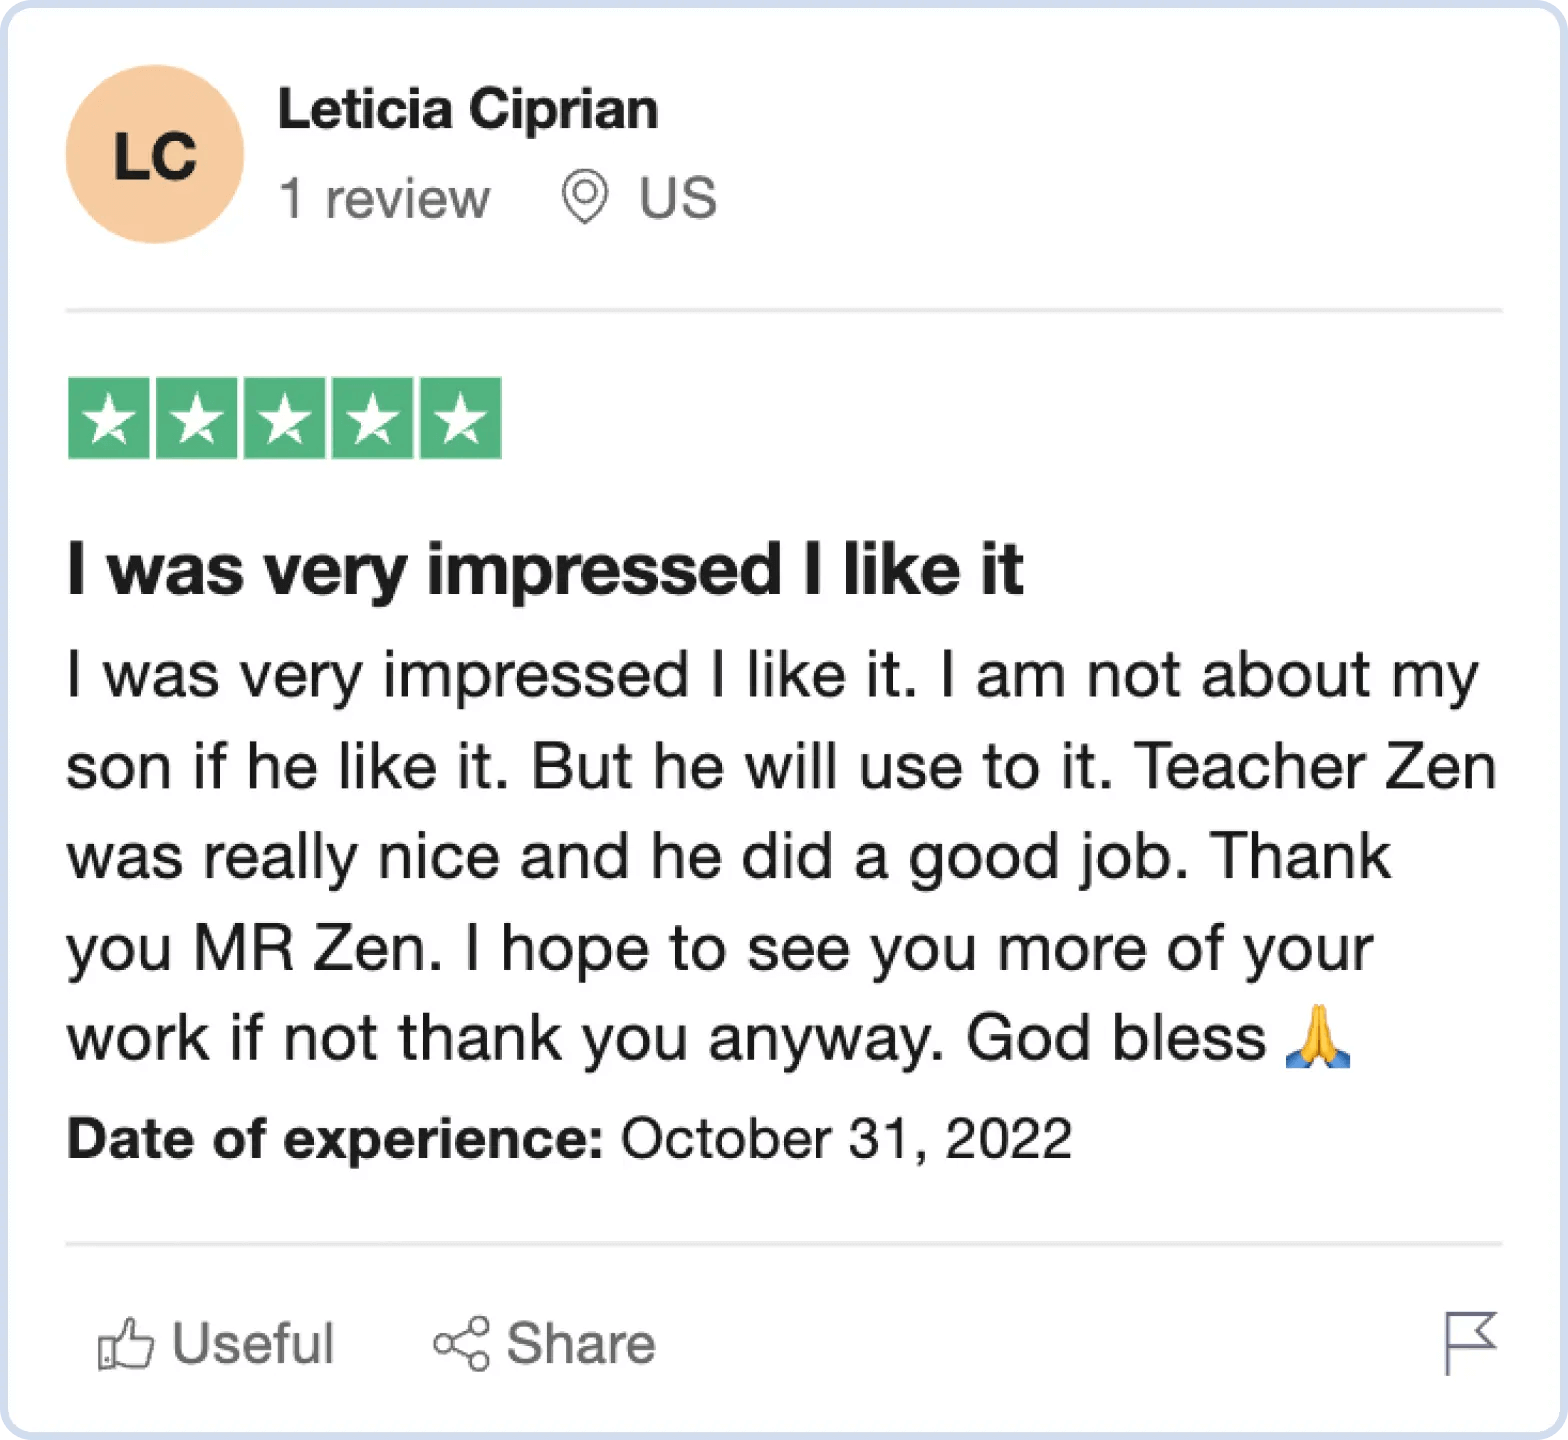 LC
Leticia Ciprian
1 review US
I was very impressed I like it
I was very impressed I like it. I am not about my
son if he like it. But he will use to it. Teacher Zen
was really nice and he did a good job. Thank
you MR Zen. I hope to see you more of your
work if not thank you anyway. God bless 🙏
Date of experience: October 31, 2022
Useful Share